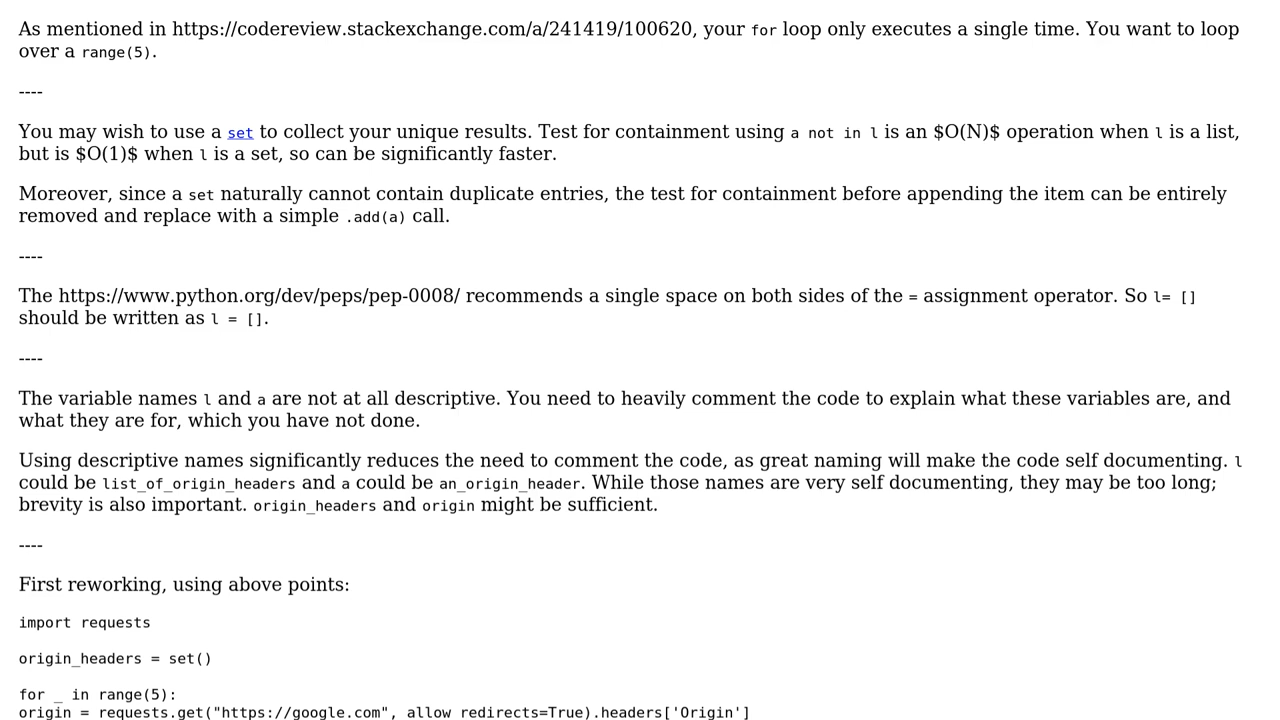 As mentioned in https://codereview.stackexchange.com/a/241419/100620, your for loop only executes a single time. You want to loop
over a range(5).
----
You may wish to use a set to collect your unique results. Test for containment using a not in l is an $O(N)$ operation when l is a list,
but is $O(1)$ when l is a set, so can be significantly faster.
Moreover, since a set naturally cannot contain duplicate entries, the test for containment before appending the item can be entirely
removed and replace with a simple .add(a) call.
----
The https://www.python.org/dev/peps/pep-0008/ recommends a single space on both sides of the = assignment operator. So l= []
should be written as l = [].
----
The variable names l and a are not at all descriptive. You need to heavily comment the code to explain what these variables are, and
what they are for, which you have not done.
Using descriptive names significantly reduces the need to comment the code, as great naming will make the code self documenting. l
could be list_of_origin_headers and a could be an_origin_header. While those names are very self documenting, they may be too long;
brevity is also important. origin_headers and origin might be sufficient.
----
First reworking, using above points:
import requests
origin_headers = set()
for _ in range(5):
origin = requests.get("https://google.com", allow_redirects=True).headers['Origin']